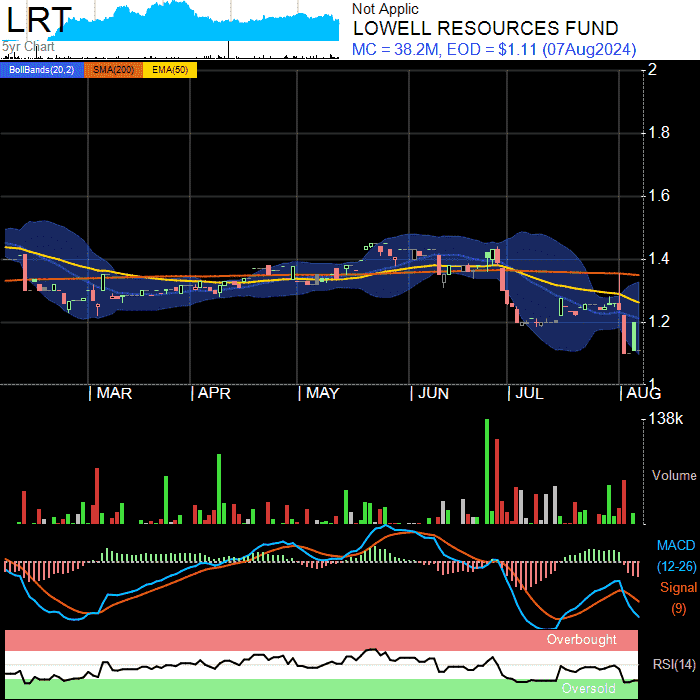 LRT
Not Applic
LOWELL RESOURCES FUND
5yr Chart
MC = 38.2M, EOD = $1.11 (07Aug2024)
BollBands(20,2) SMA(200) EMA(50)
2
1.8
1.6
1.4
1.2
1
MAR APR MAY JUN JUL AUG
138k
Volume
MACD
(12-26)
Signal
(9)
Overbought
RSI(14)
Oversold